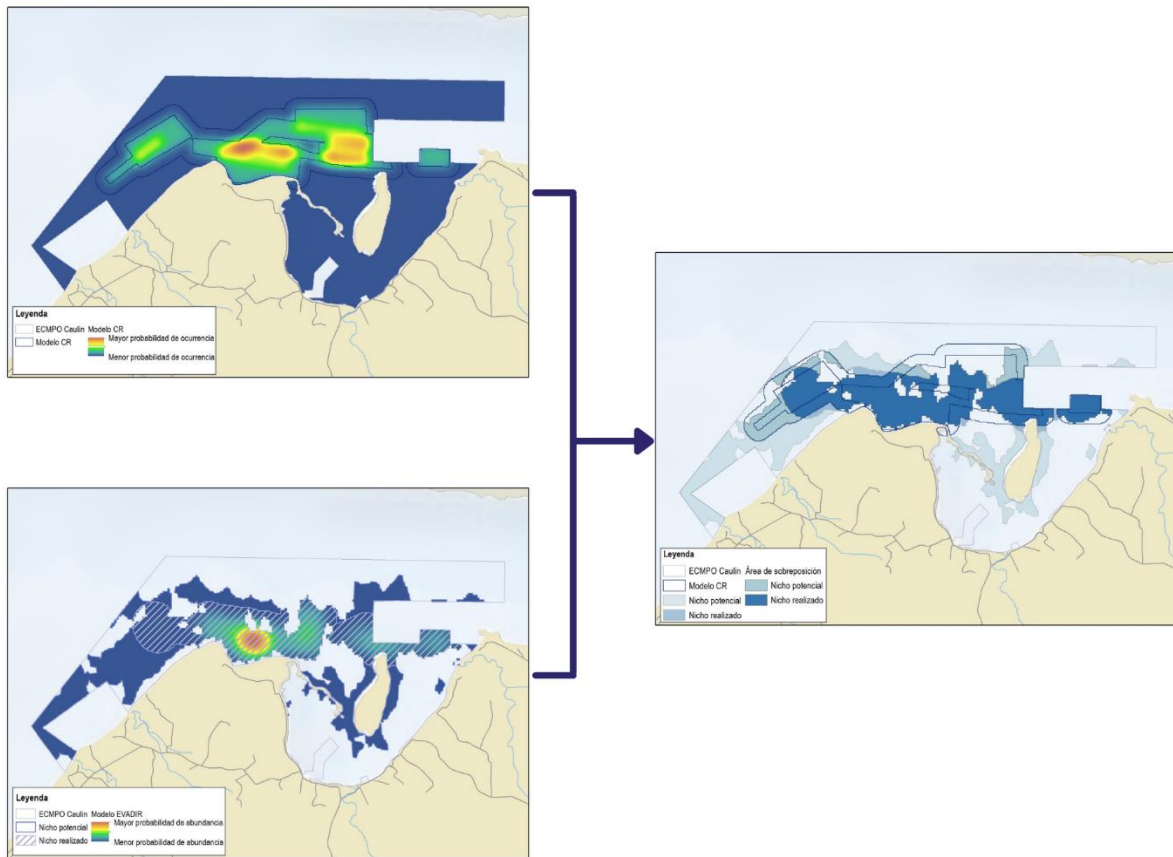 Leyenda
ECMPO Caulin Modelo CR
Modelo CR Mayor probabilidad de ocurrencia
Menor probabilidad de ocurrencia
Leyenda
ECMPO Caulin Área de sobreposición
Modelo CR Nicho potencial
Nicho potencial Nicho realizado
Nicho realizado
Leyenda
ECMPO Caulin Modelo EVADIR
Nicho potencial Mayor probabilidad de abundancia
Nicho realizado Menor probabilidad de abundancia